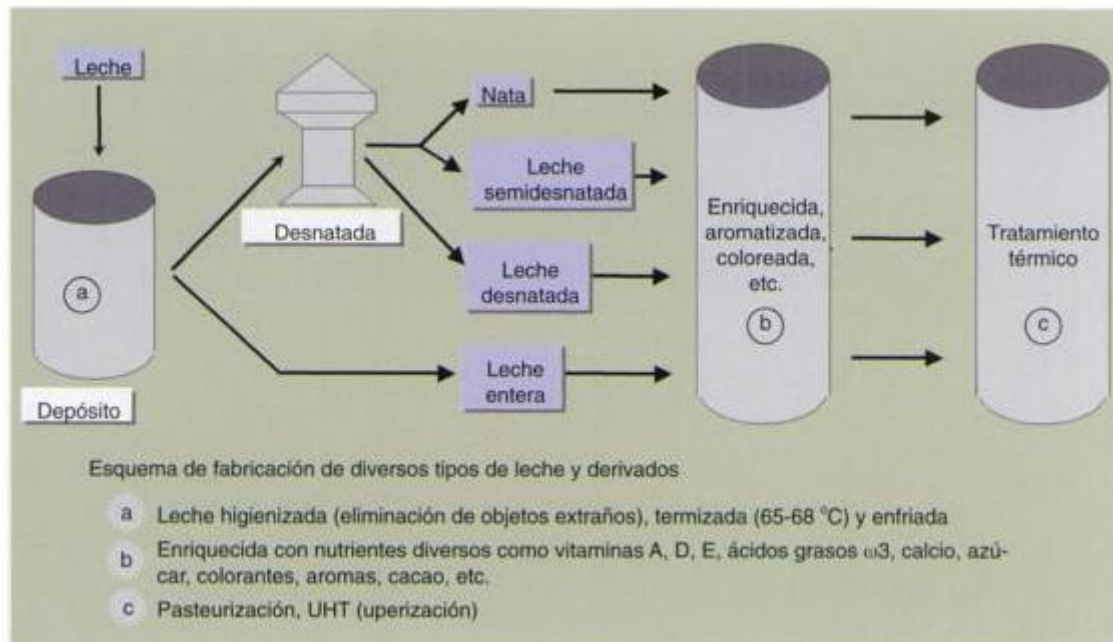 Leche
Nata
Leche
semidesnatada
Desnatada
Leche
desnatada
Leche
entera
a
Depósito
Enriquecida,
aromatizada,
coloreada,
etc.
b
Tratamiento
térmico
c
Esquema de fabricación de diversos tipos de leche y derivados
a Leche higienizada (eliminación de objetos extraños), termizada (65-68 °C) y enfriada
b Enriquecida con nutrientes diversos como vitaminas A, D, E, ácidos grasos ω3, calcio, azú-
car, colorantes, aromas, cacao, etc.
c Pasteurización, UHT (uperización)